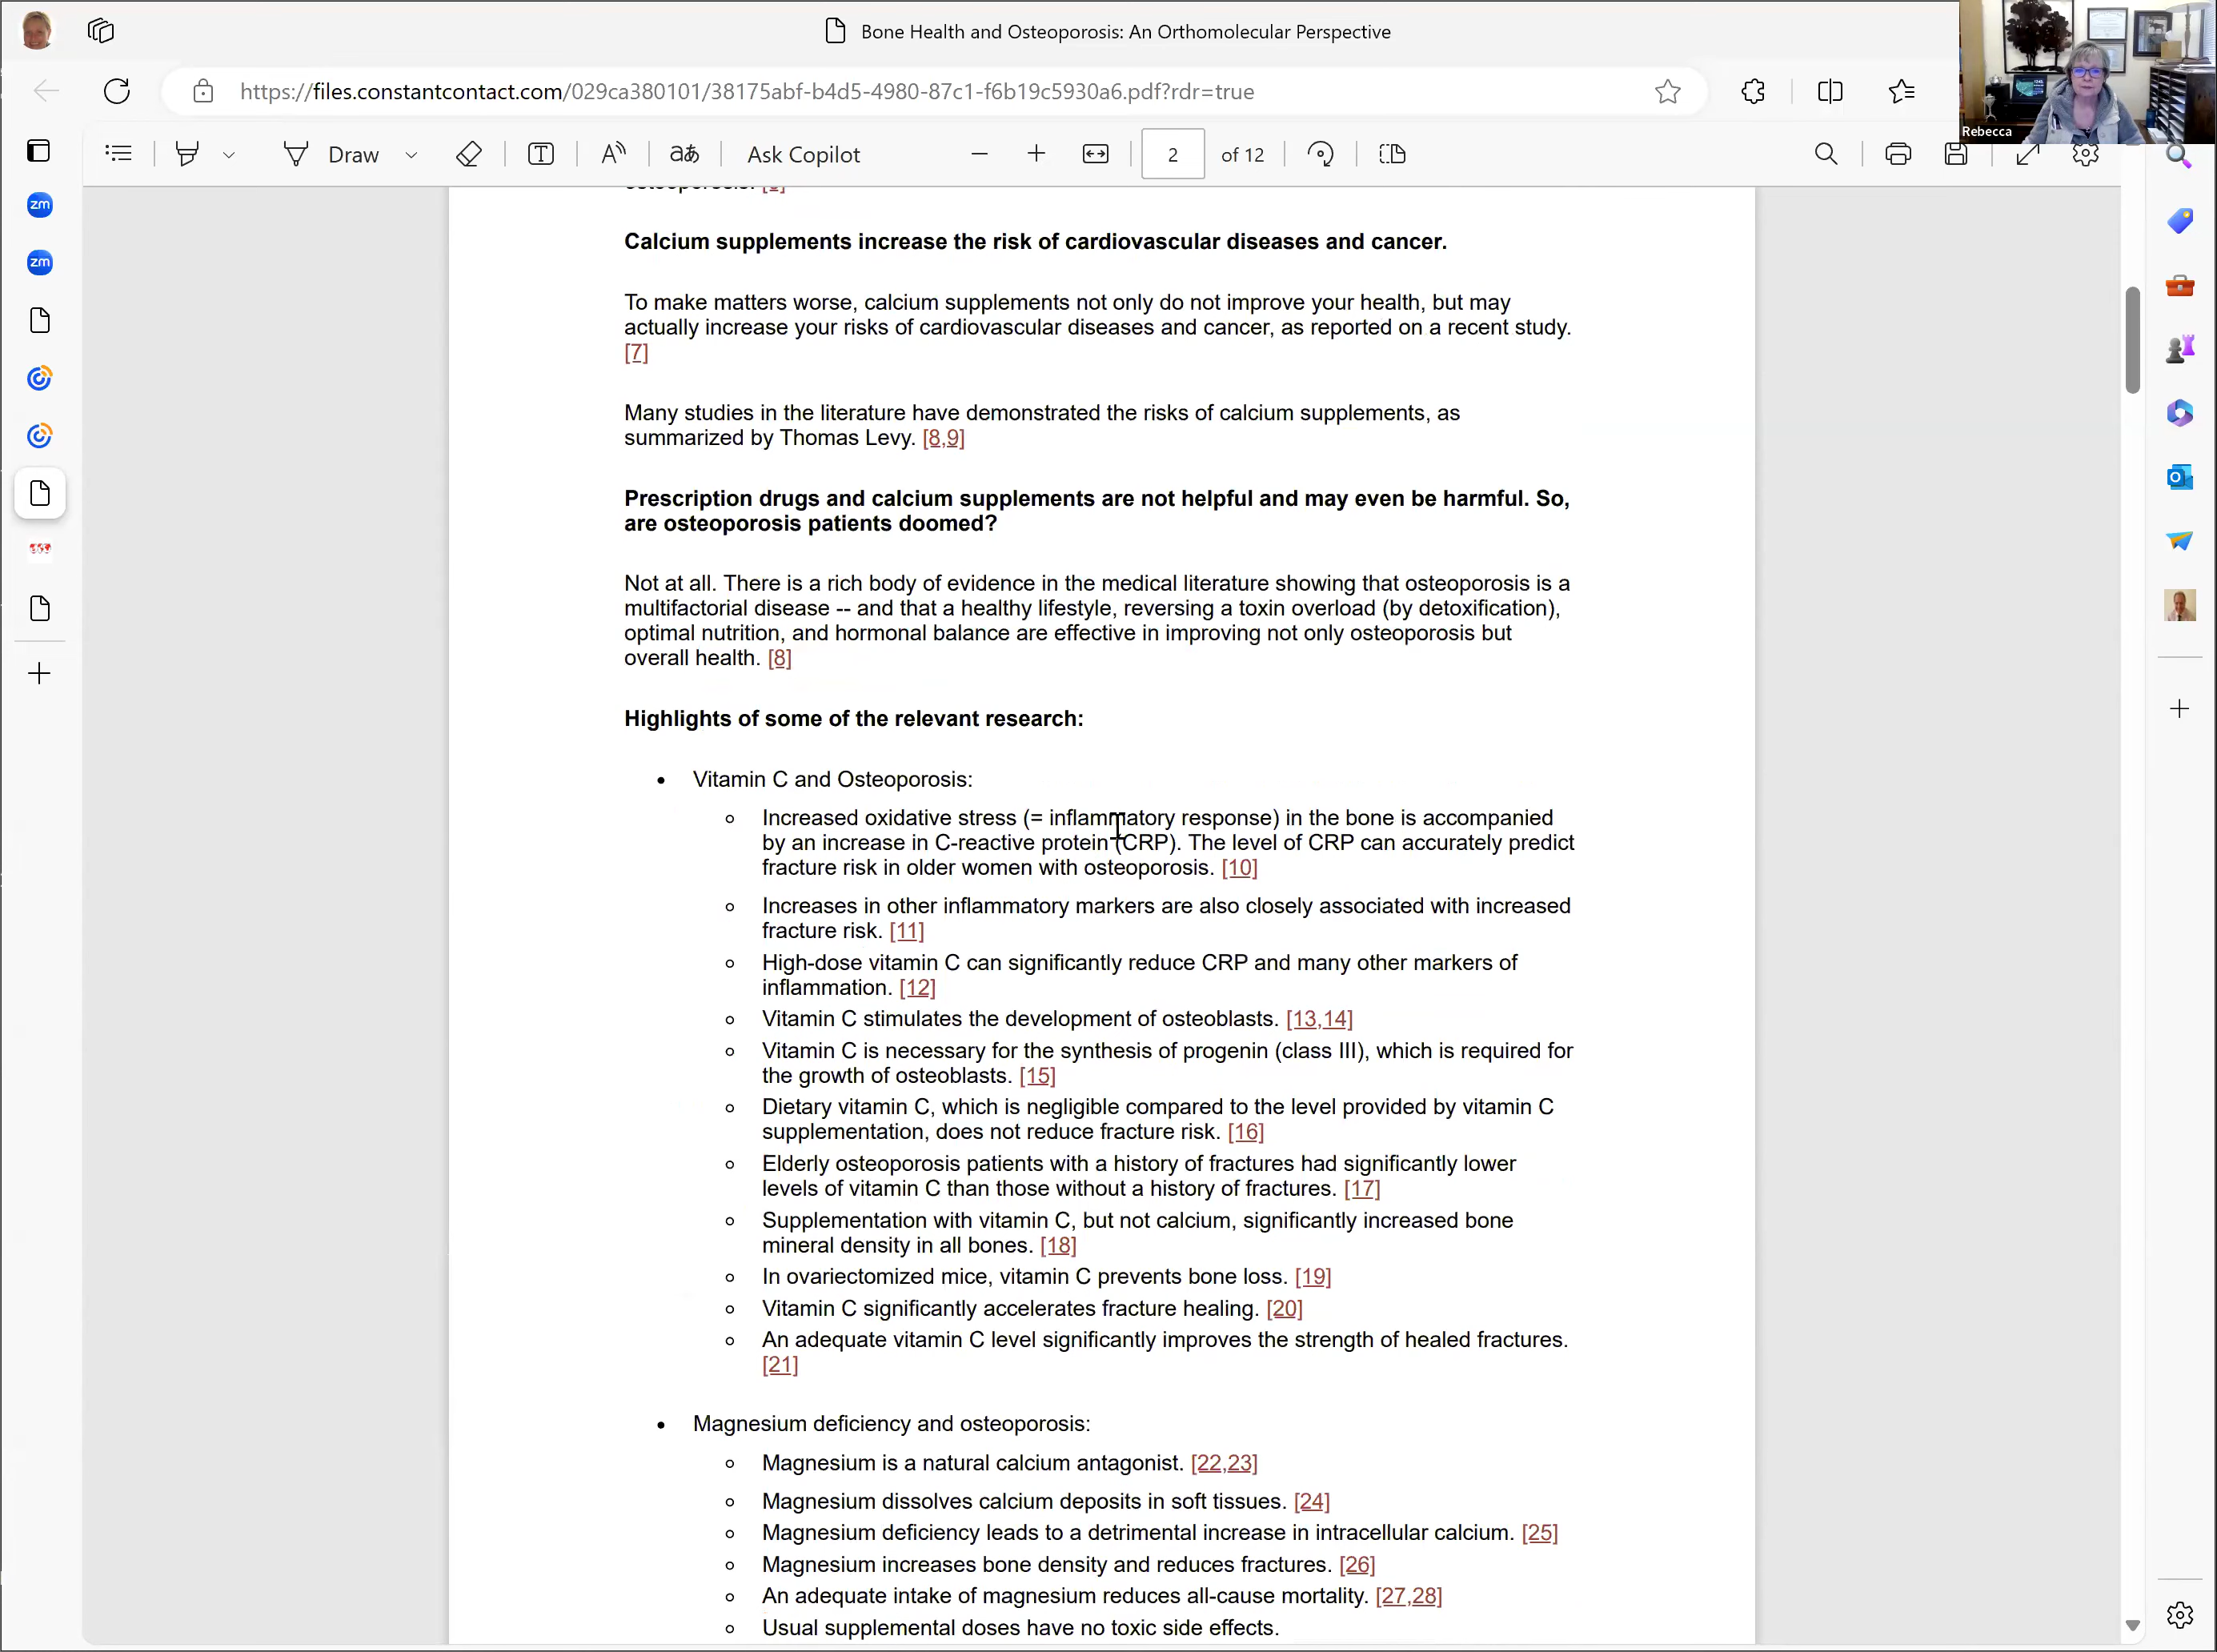 Bone Health and Osteoporosis: An Orthomolecular Perspective
https://files.constantcontact.com/029ca380101/38175abf-b4d5-4980-87c1-f6b19c5930a6.pdf?rdr=true
Rebecca
Draw
aあ
Ask Copilot
2 of 12
zm
zm
Calcium supplements increase the risk of cardiovascular diseases and cancer.
To make matters worse, calcium supplements not only do not improve your health, but may
actually increase your risks of cardiovascular diseases and cancer, as reported on a recent study.
[7]
Many studies in the literature have demonstrated the risks of calcium supplements, as
summarized by Thomas Levy. [8,9]
Prescription drugs and calcium supplements are not helpful and may even be harmful. So,
are osteoporosis patients doomed?
Not at all. There is a rich body of evidence in the medical literature showing that osteoporosis is a
multifactorial disease -- and that a healthy lifestyle, reversing a toxin overload (by detoxification),
optimal nutrition, and hormonal balance are effective in improving not only osteoporosis but
overall health. [8]
Highlights of some of the relevant research:
• Vitamin C and Osteoporosis:
o Increased oxidative stress (= inflammatory response) in the bone is accompanied
by an increase in C-reactive protein (CRP). The level of CRP can accurately predict
fracture risk in older women with osteoporosis. [10]
o Increases in other inflammatory markers are also closely associated with increased
fracture risk. [11]
o High-dose vitamin C can significantly reduce CRP and many other markers of
inflammation. [12]
o Vitamin C stimulates the development of osteoblasts. [13,14]
o Vitamin C is necessary for the synthesis of progenin (class III), which is required for
the growth of osteoblasts. [15]
o Dietary vitamin C, which is negligible compared to the level provided by vitamin C
supplementation, does not reduce fracture risk. [16]
o Elderly osteoporosis patients with a history of fractures had significantly lower
levels of vitamin C than those without a history of fractures. [17]
o Supplementation with vitamin C, but not calcium, significantly increased bone
mineral density in all bones. [18]
o In ovariectomized mice, vitamin C prevents bone loss. [19]
o Vitamin C significantly accelerates fracture healing. [20]
o An adequate vitamin C level significantly improves the strength of healed fractures.
[21]
• Magnesium deficiency and osteoporosis:
o Magnesium is a natural calcium antagonist. [22,23]
o Magnesium dissolves calcium deposits in soft tissues. [24]
o Magnesium deficiency leads to a detrimental increase in intracellular calcium. [25]
o Magnesium increases bone density and reduces fractures. [26]
o An adequate intake of magnesium reduces all-cause mortality. [27,28]
o Usual supplemental doses have no toxic side effects.